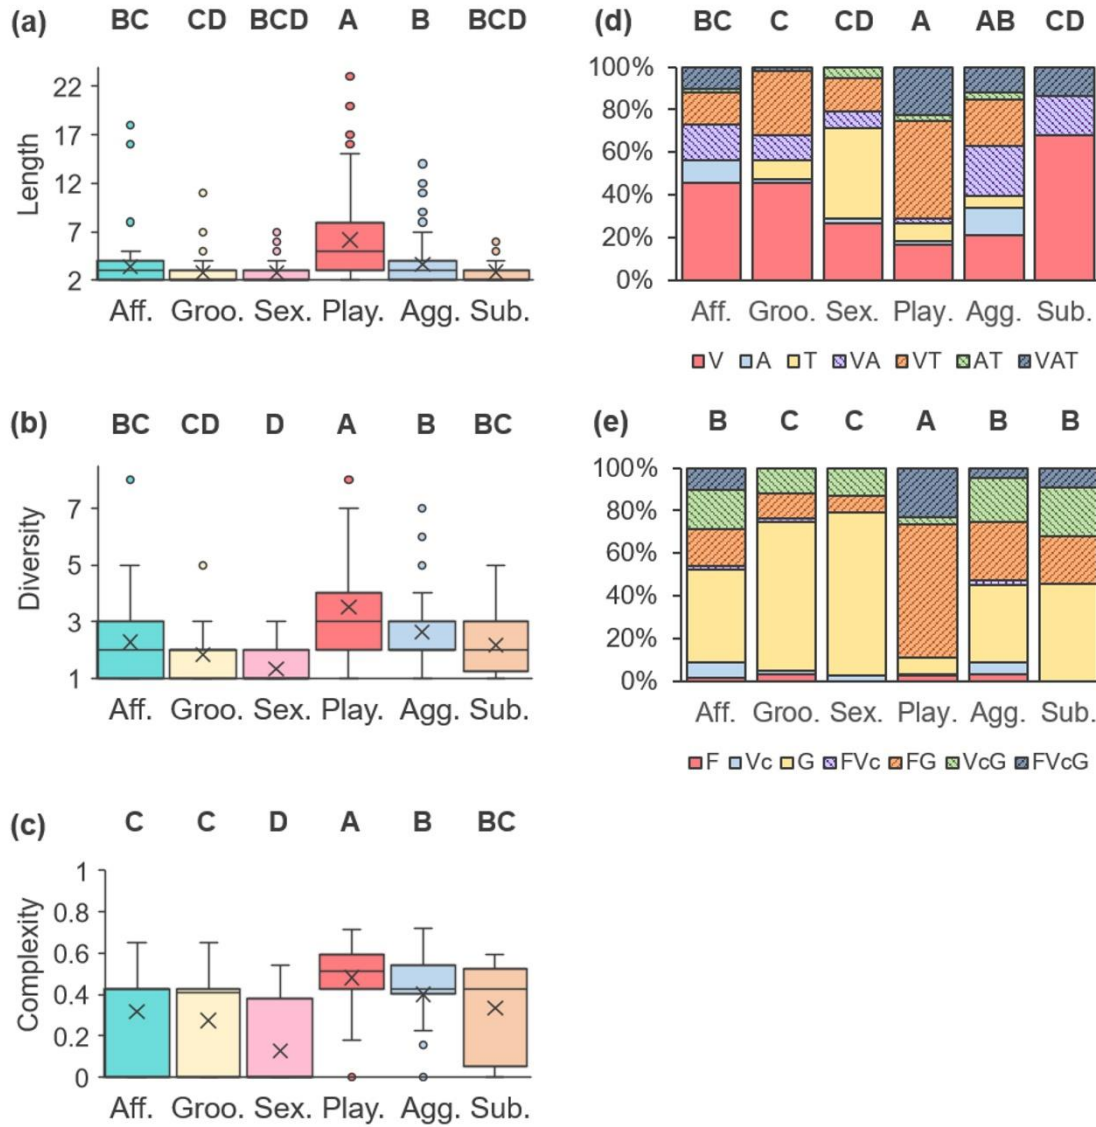 (a) BC CD BCD A B BCD
Length
22
17
12
7
2
Aff. Groo. Sex. Play. Agg. Sub.
(b) BC CD D A B BC
Diversity
7
5
3
1
Aff. Groo. Sex. Play. Agg. Sub.
(c) C C D A B BC
Complexity
1
0.8
0.6
0.4
0.2
0
Aff. Groo. Sex. Play. Agg. Sub.
(d) BC C CD A AB CD
100%
80%
60%
40%
20%
0%
Aff. Groo. Sex. Play. Agg. Sub.
V A T VA VT AT VAT
(e) B C C A B B
100%
80%
60%
40%
20%
0%
Aff. Groo. Sex. Play. Agg. Sub.
F Vc G FVc FG VcG FVcG